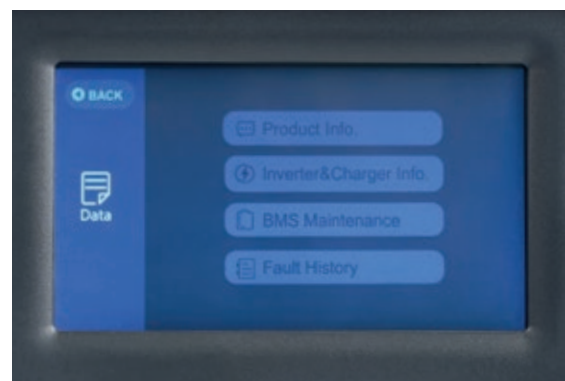 BACK
Data
Product Info.
Inverter&Charger Info.
BMS Maintenance
Fault History